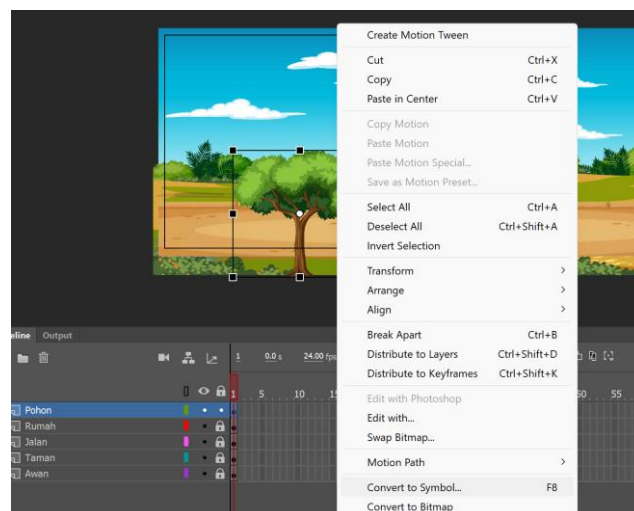 Create Motion Tween
Cut Ctrl+X
Copy Ctrl+C
Paste in Center Ctrl+V
Copy Motion
Paste Motion
Paste Motion Special...
Save as Motion Preset...
Select All Ctrl+A
Deselect All Ctrl+Shift+A
Invert Selection
Transform
Arrange
Align
Break Apart Ctrl+B
Distribute to Layers Ctrl+Shift+D
Distribute to Keyframes Ctrl+Shift+K
Edit with Photoshop
Edit with...
Swap Bitmap...
Motion Path
Convert to Symbol... F8
Convert to Bitmap
eline Output
1 0.0 s 24.00 fps
1 5 10 15 50 55
Pohon
Rumah
Jalan
Taman
Awan